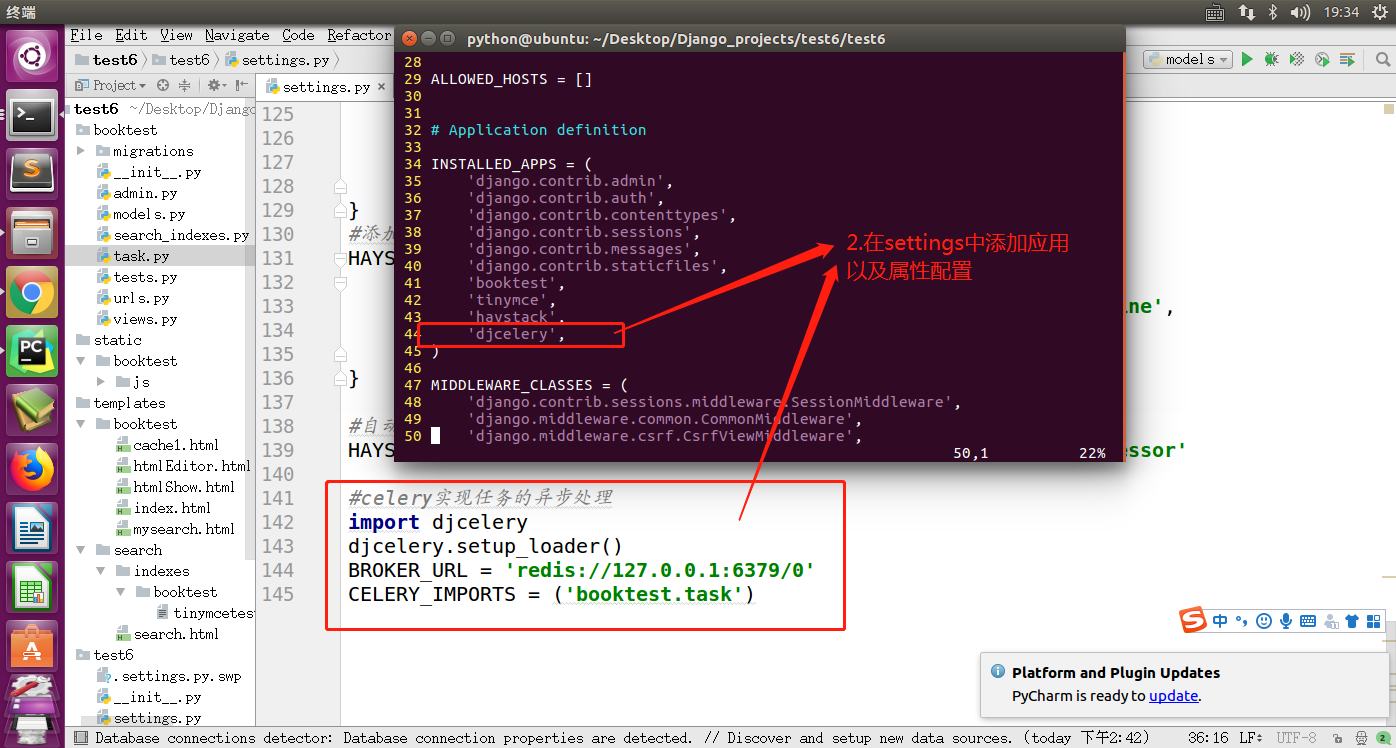 终端
19:34
File Edit View Navigate Code Refactor
python@ubuntu: ~/Desktop/Django_projects/test6/test6
test6 test6 settings.py
models
Project
settings.py ×
test6 ~/Desktop/Django
booktest
migrations
__init__.py
admin.py
models.py
search_indexes.py
task.py
tests.py
urls.py
views.py
static
booktest
js
templates
booktest
cache1.html
htmlEditor.html
htmlShow.html
index.html
mysearch.html
search
indexes
booktest
tinymcetes
search.html
test6
.settings.py.swp
__init__.py
settings.py
28
29 ALLOWED_HOSTS = []
30
31
32 # Application definition
33
34 INSTALLED_APPS = (
35 'django.contrib.admin',
36 'django.contrib.auth',
37 'django.contrib.contenttypes',
38 'django.contrib.sessions',
39 'django.contrib.messages',
40 'django.contrib.staticfiles',
41 'booktest',
42 'tinymce',
43 'haystack',
44 'djcelery',
45 )
46
47 MIDDLEWARE_CLASSES = (
48 'django.contrib.sessions.middleware.SessionMiddleware',
49 'django.middleware.common.CommonMiddleware',
50 'django.middleware.csrf.CsrfViewMiddleware',
50,1 22%
2.在settings中添加应用
以及属性配置
125
126
127
128
129 }
130 #添加
131 HAYS
132
133 ine',
134
135
136 }
137
138 #自动
139 HAYS essor'
140
141 #celery实现任务的异步处理
142 import djcelery
143 djcelery.setup_loader()
144 BROKER_URL = 'redis://127.0.0.1:6379/0'
145 CELERY_IMPORTS = ('booktest.task')
中
Platform and Plugin Updates
PyCharm is ready to update.
Database connections detector: Database connection properties are detected. // Discover and setup new data sources. (today 下午2:42) 36:16 LF÷ UTF-8 2